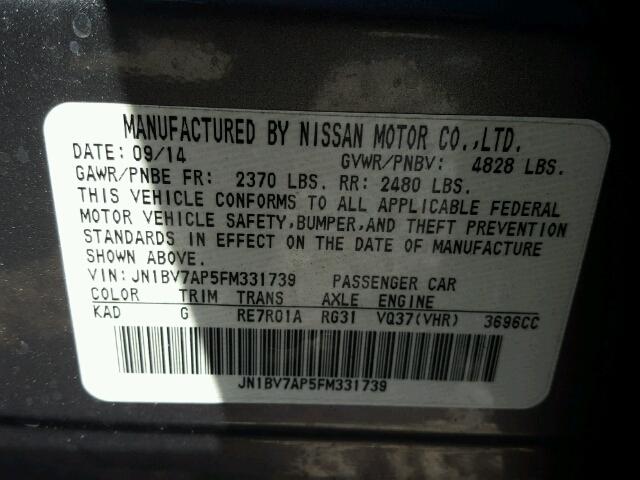 MANUFACTURED BY NISSAN MOTOR CO.,LTD.
DATE: 09/14 GVWR/PNBV: 4828 LBS.
GAWR/PNBE FR: 2370 LBS. RR: 2480 LBS.
THIS VEHICLE CONFORMS TO ALL APPLICABLE FEDERAL
MOTOR VEHICLE SAFETY,BUMPER,AND THEFT PREVENTION
STANDARDS IN EFFECT ON THE DATE OF MANUFACTURE
SHOWN ABOVE.
VIN:JN1BV7AP5FM331739 PASSENGER CAR
COLOR TRIM TRANS AXLE ENGINE
KAD G RE7R01A RG31 VQ37(VHR) 3696CC
JN1BV7AP5FM331739